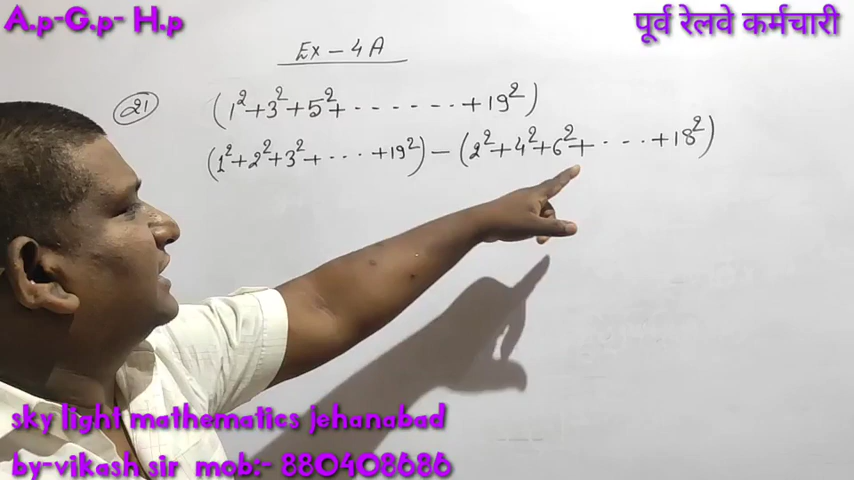 A.p-G.p- H.p
पूर्व रेलवे कर्मचारी
Ex - 4A
21 (1²+3²+5²+ - - - - - - +19²)
(1²+2²+3²+ - - - +19²) - (2²+4²+6²+ - - - +18²)
sky light mathematics jehanabad
by-vikash sir mob:- 880408686